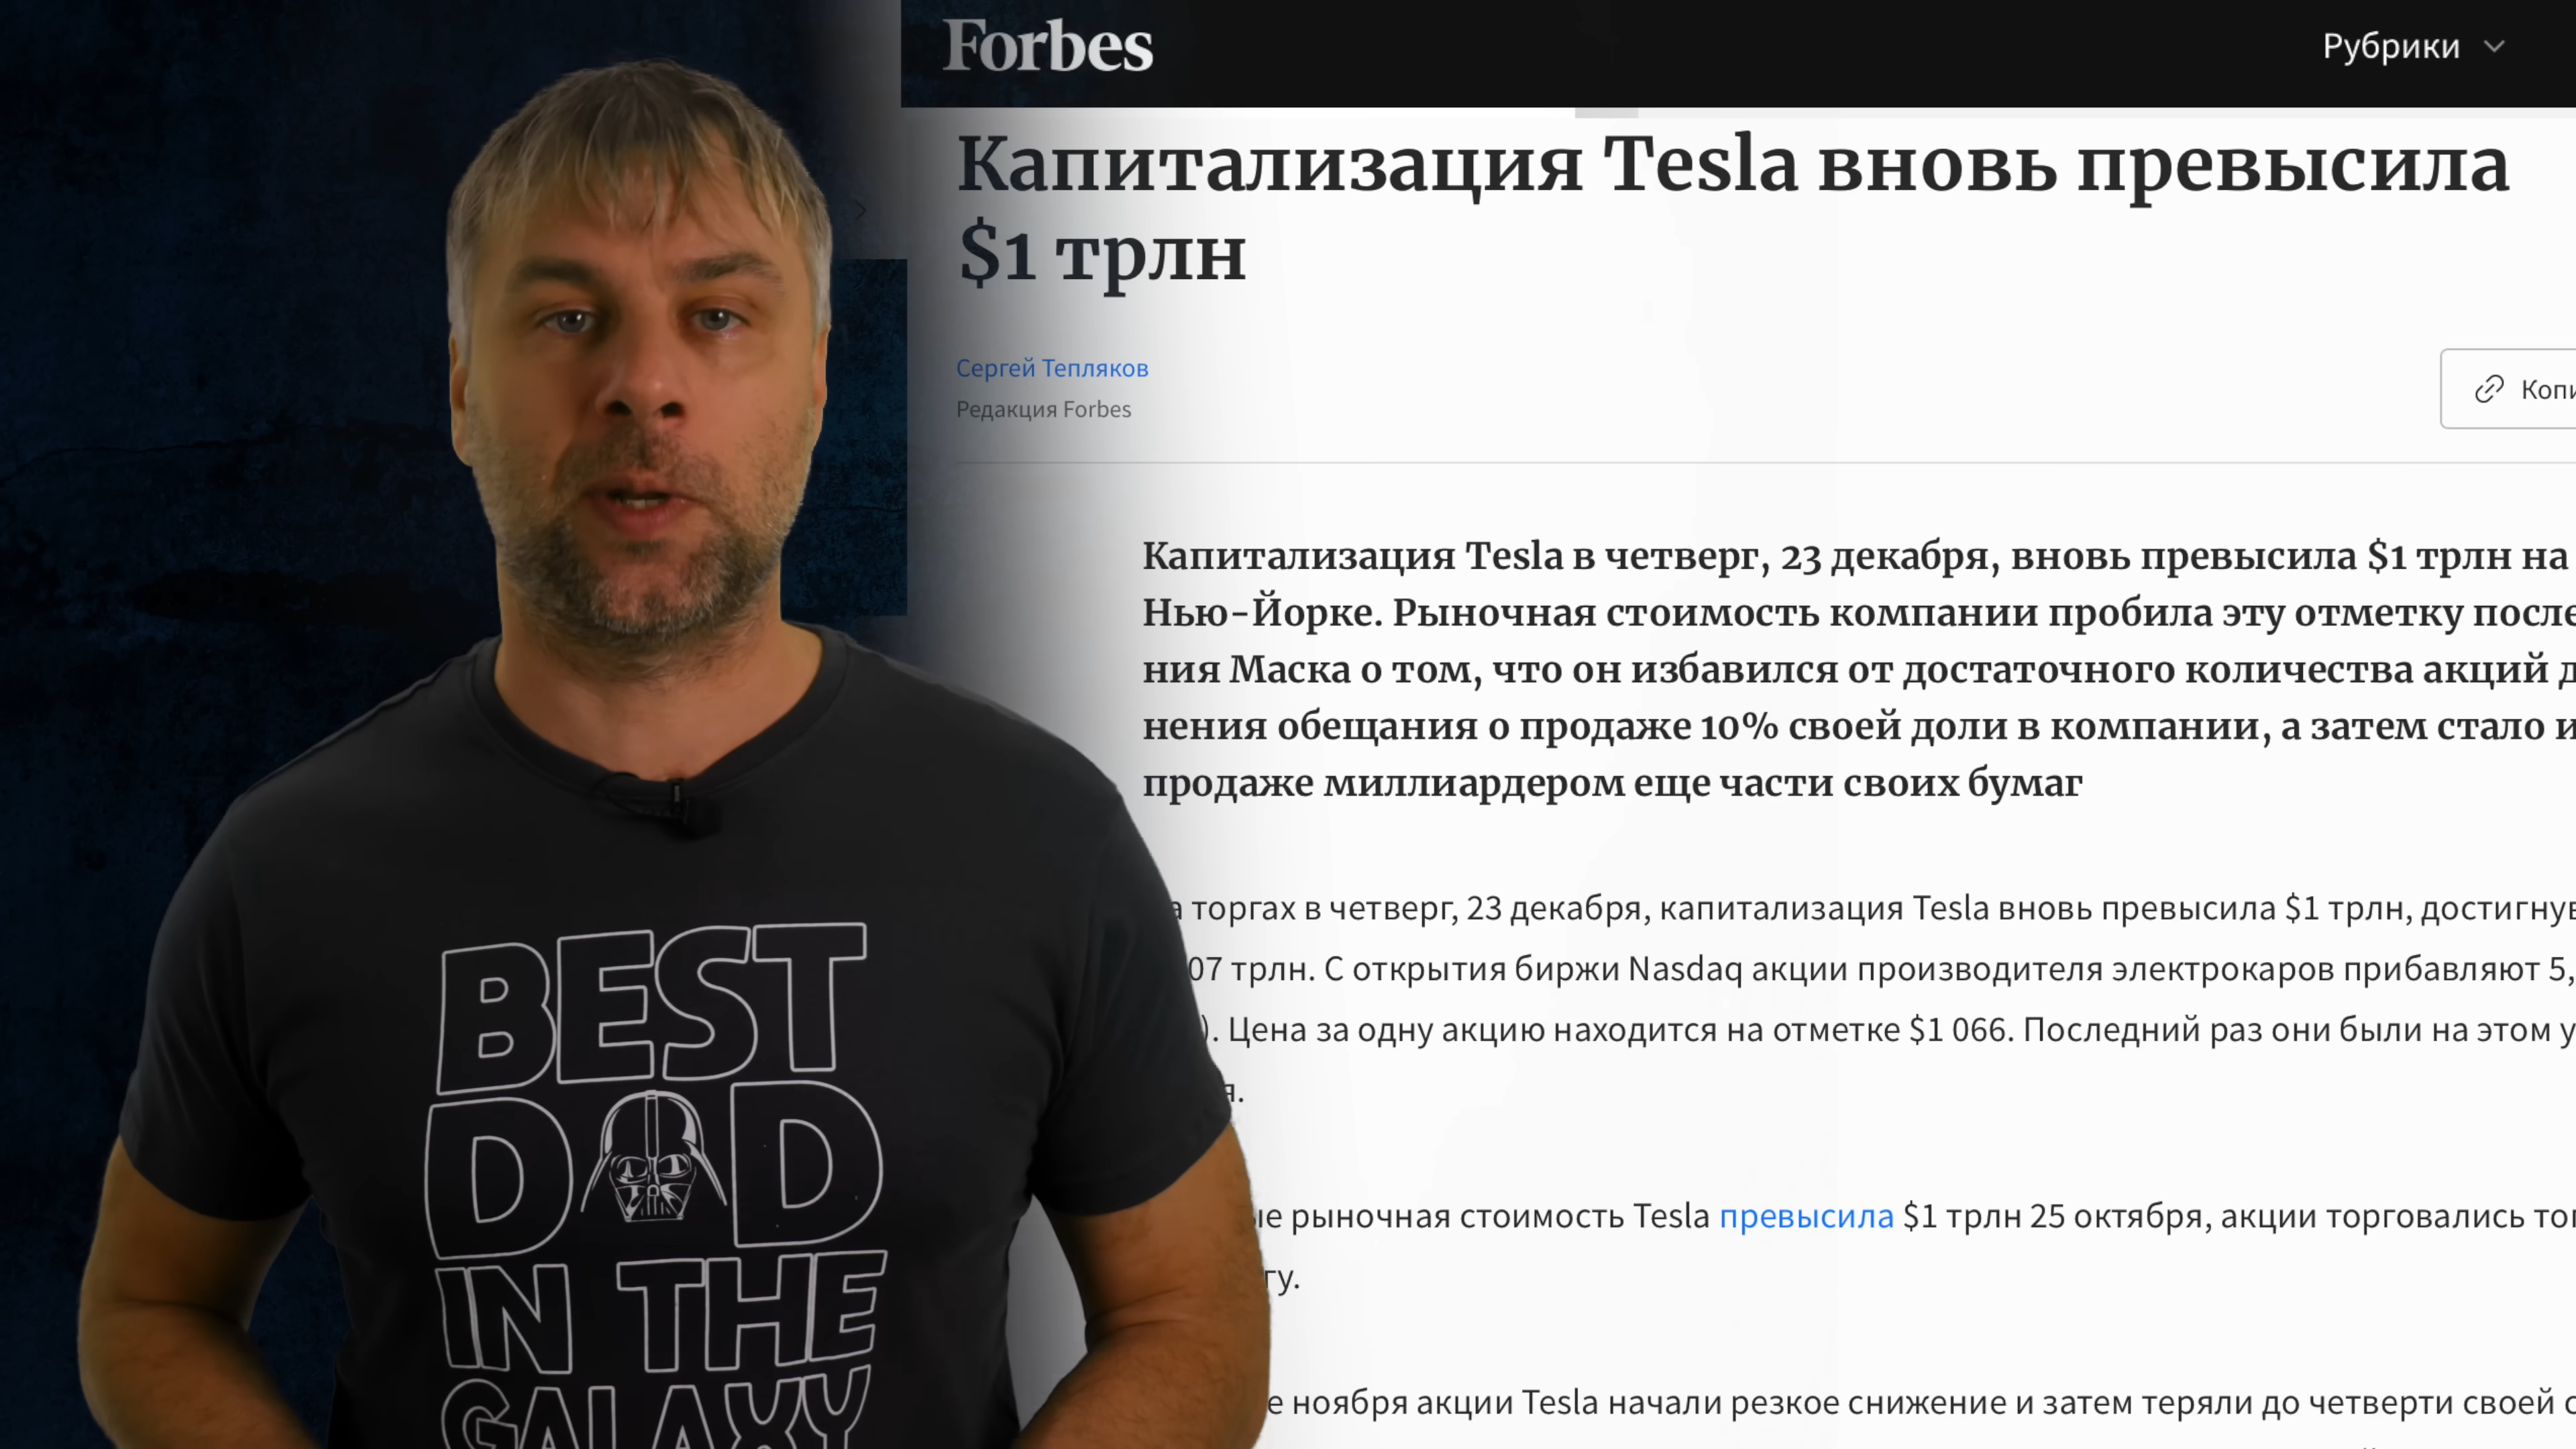 Forbes
Рубрики
Капитализация Tesla вновь превысила
$1 трлн
Сергей Тепляков
Редакция Forbes
Капитализация Tesla в четверг, 23 декабря, вновь превысила $1 трлн на
Нью-Йорке. Рыночная стоимость компании пробила эту отметку после
ния Маска о том, что он избавился от достаточного количества акций д
нения обещания о продаже 10% своей доли в компании, а затем стало и
продаже миллиардером еще части своих бумаг
торгах в четверг, 23 декабря, капитализация Tesla вновь превысила $1 трлн, достигнув
07 трлн. С открытия биржи Nasdaq акции производителя электрокаров прибавляют 5,
). Цена за одну акцию находится на отметке $1 066. Последний раз они были на этом у
я.
ые рыночная стоимость Tesla превысила $1 трлн 25 октября, акции торговались
гу.
е ноября акции Tesla начали резкое снижение и затем теряли до четверти своей
BEST
DAD
IN THE
GALAXY